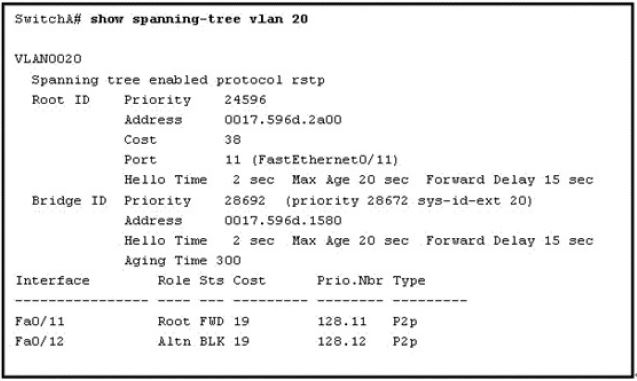 SwitchA# show spanning-tree vlan 20
VLAN0020
Spanning tree enabled protocol rstp
Root ID Priority 24596
Address 0017.596d.2a00
Cost 38
Port 11 (FastEthernet0/11)
Hello Time 2 sec Max Age 20 sec Forward Delay 15 sec
Bridge ID Priority 28692 (priority 28672 sys-id-ext 20)
Address 0017.596d.1580
Hello Time 2 sec Max Age 20 sec Forward Delay 15 sec
Aging Time 300
Interface Role Sts Cost Prio.Nbr Type
---------------- ---- --- --------- -------- ---------
Fa0/11 Root FWD 19 128.11 P2p
Fa0/12 Altn BLK 19 128.12 P2p